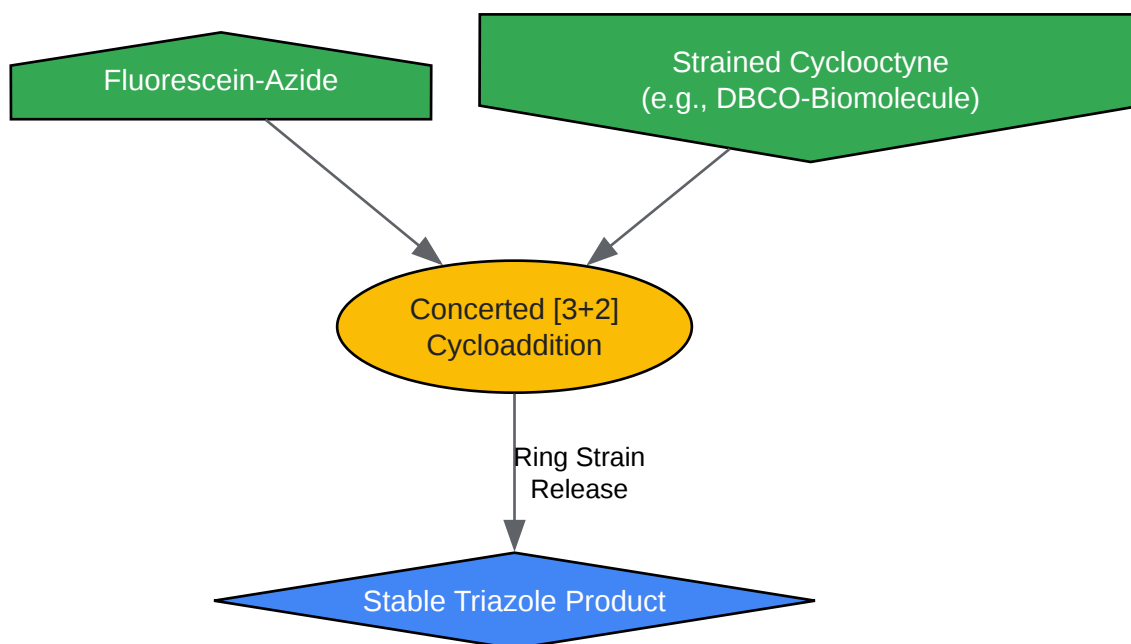 Fluorescein-Azide
Strained Cyclooctyne
(e.g., DBCO-Biomolecule)
Concerted [3+2]
Cycloaddition
Ring Strain
Release
Stable Triazole Product